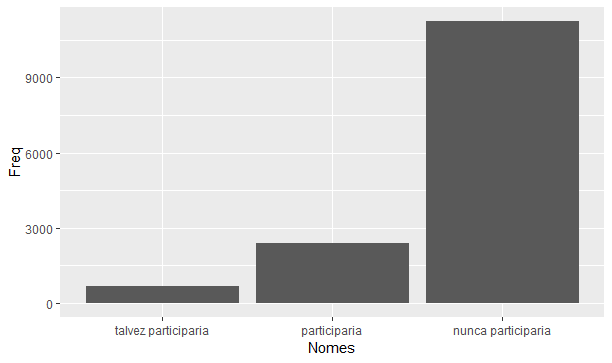 9000
6000
3000
0
Freq
talvez participaria
participaria
nunca participaria
Nomes